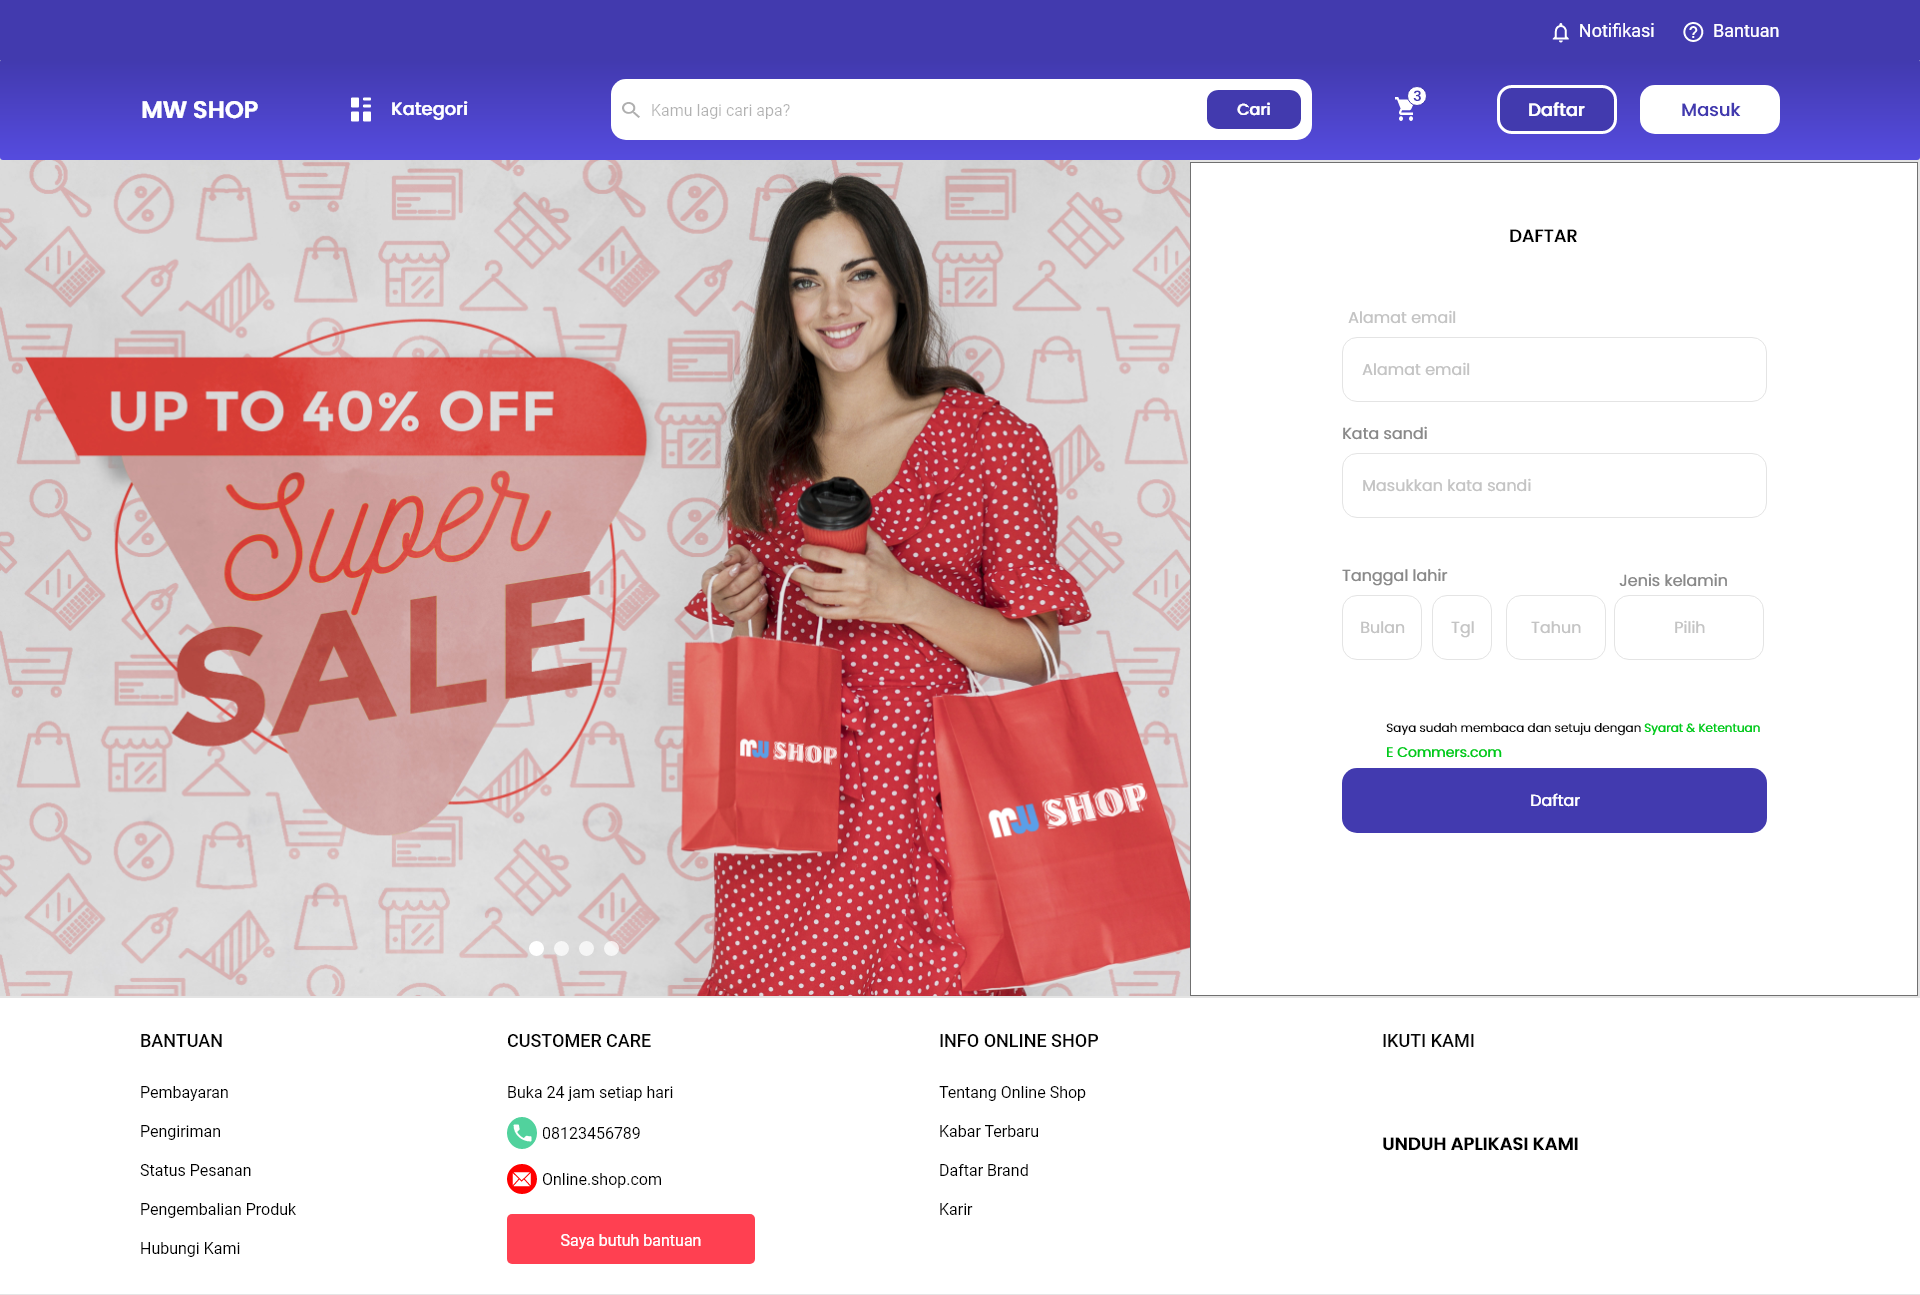 Notifikasi
Bantuan
MW SHOP
Kategori
Kamu lagi cari apa?
Cari
3
Daftar
Masuk
UP TO 40% OFF
Super
SALE
MW SHOP
MW SHOP
DAFTAR
Alamat email
Alamat email
Kata sandi
Masukkan kata sandi
Tanggal lahir
Jenis kelamin
Bulan
Tgl
Tahun
Pilih
Saya sudah membaca dan setuju dengan Syarat & Ketentuan
E Commers.com
Daftar
BANTUAN
Pembayaran
Pengiriman
Status Pesanan
Pengembalian Produk
Hubungi Kami
CUSTOMER CARE
Buka 24 jam setiap hari
08123456789
Online.shop.com
Saya butuh bantuan
INFO ONLINE SHOP
Tentang Online Shop
Kabar Terbaru
Daftar Brand
Karir
IKUTI KAMI
UNDUH APLIKASI KAMI